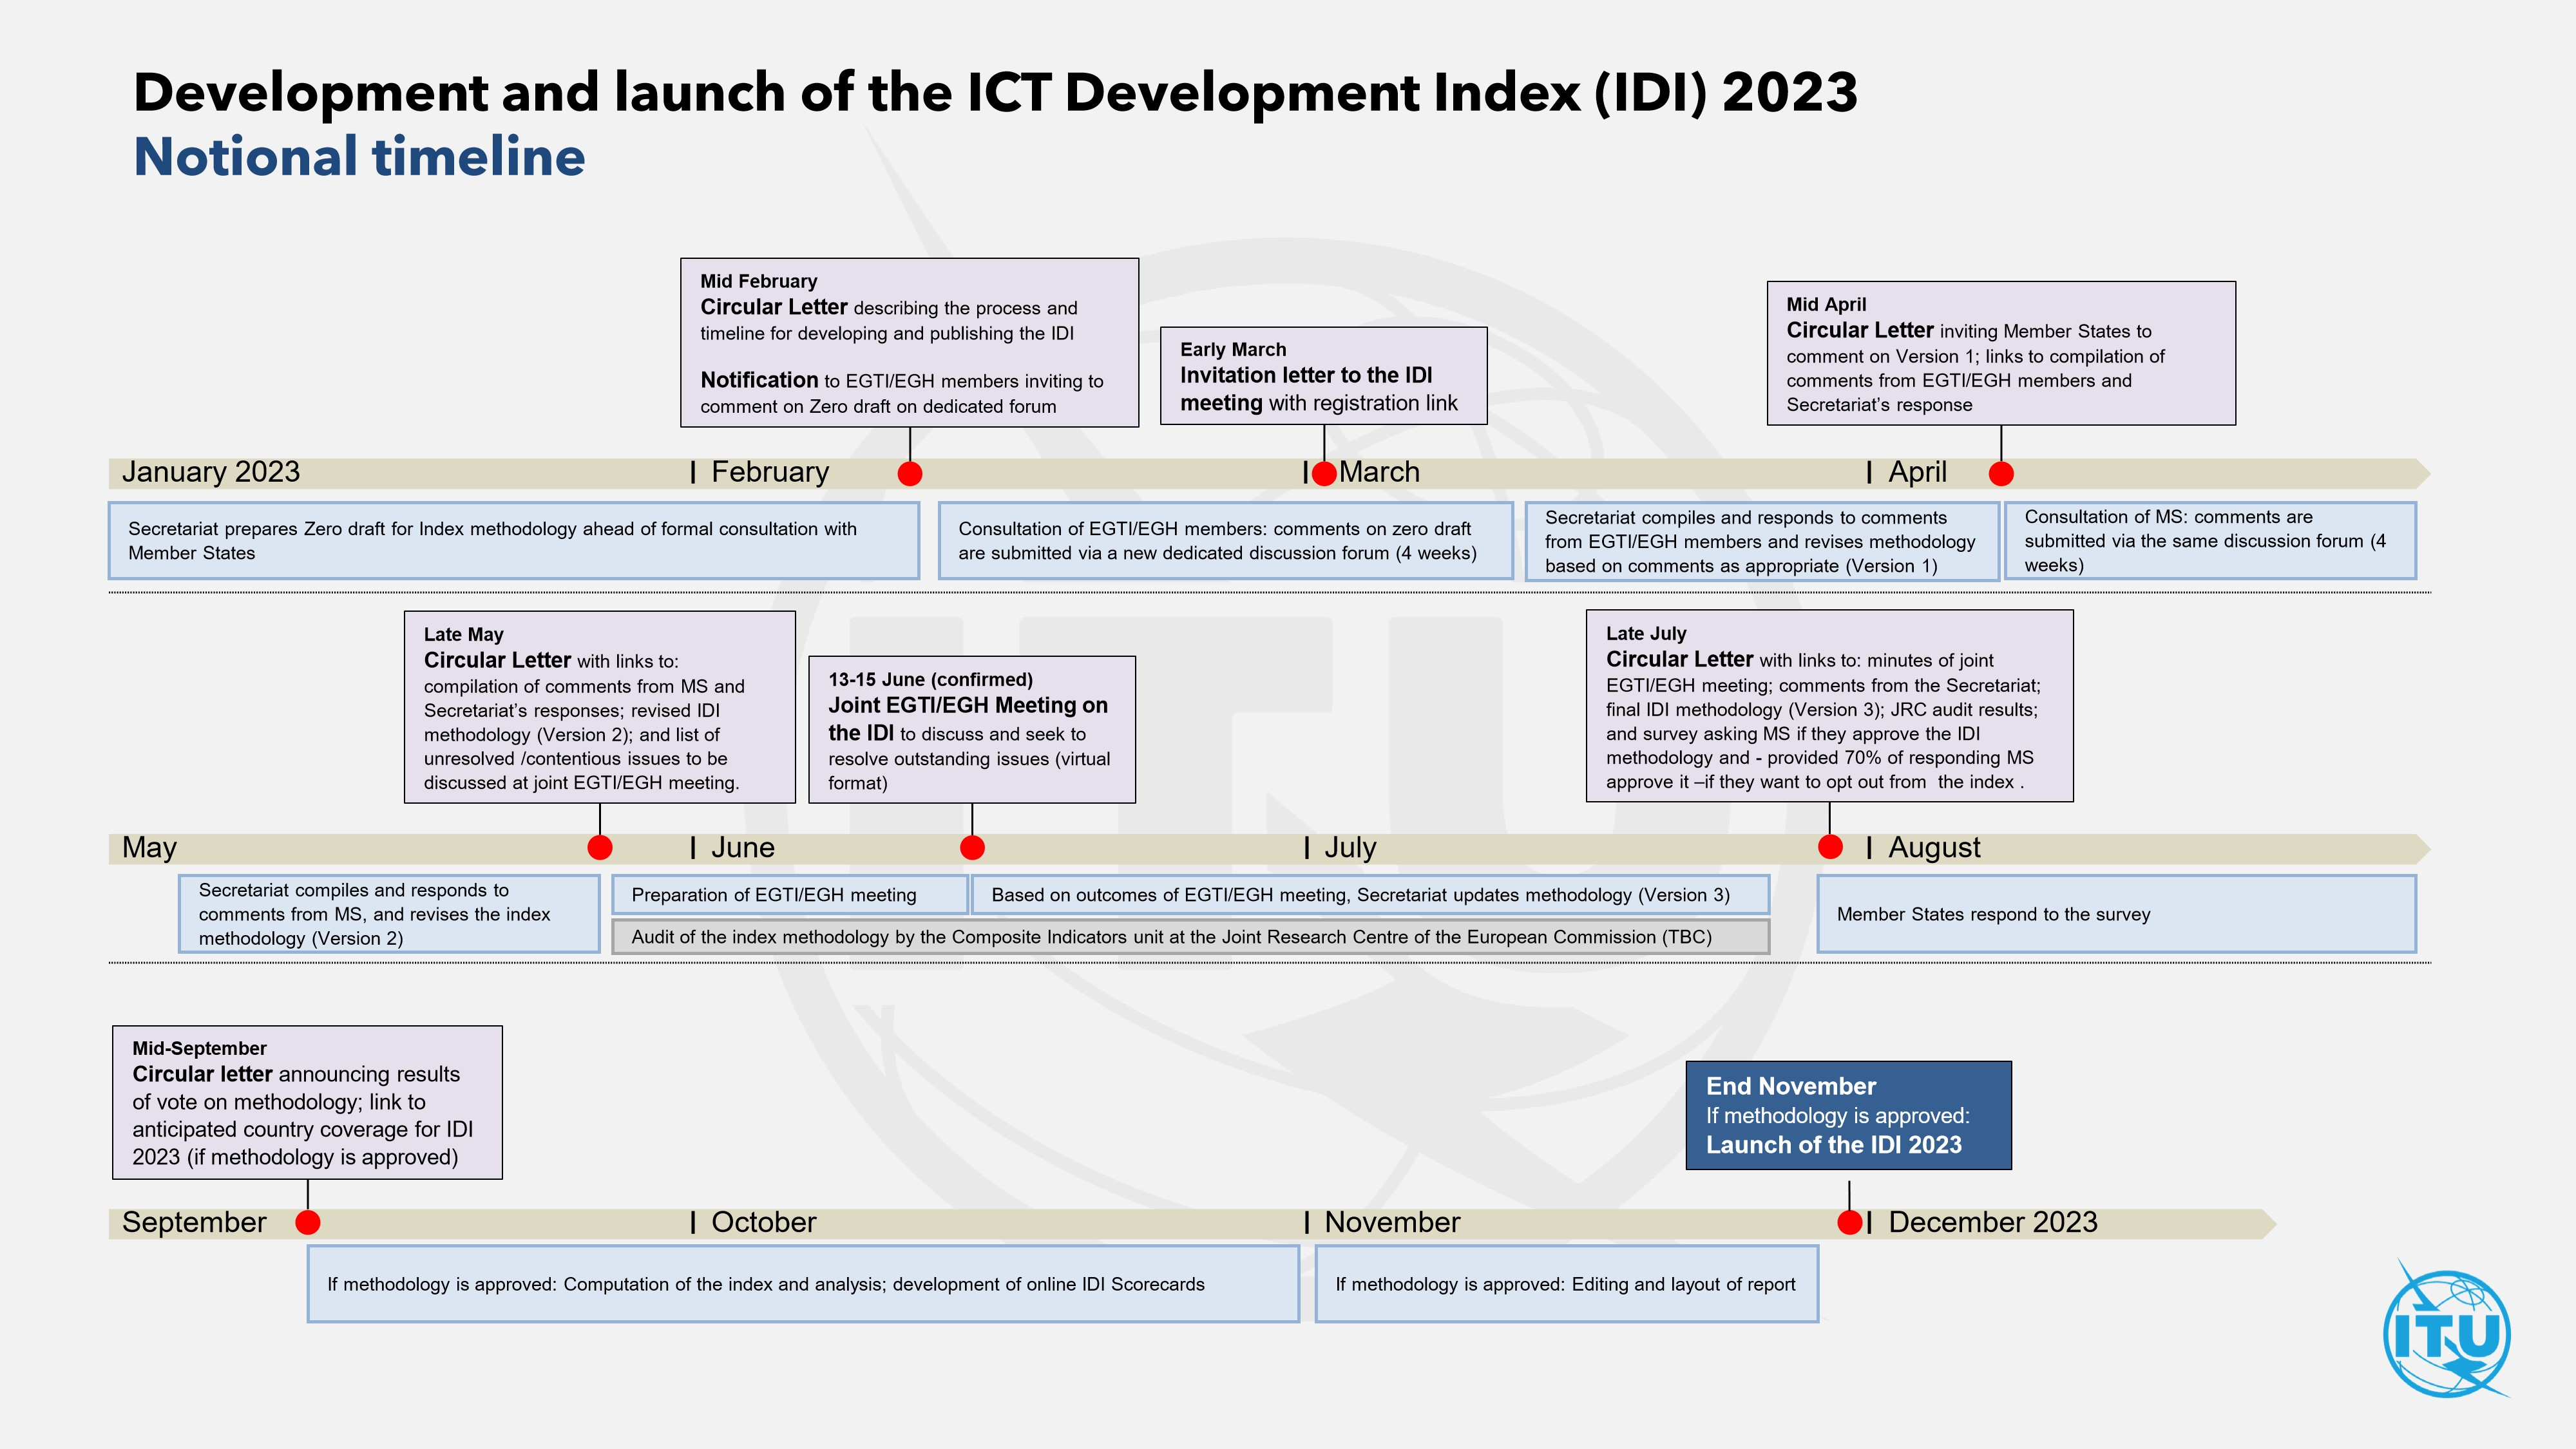 Development and launch of the ICT Development Index (IDI) 2023
Notional timeline
Mid February
Circular Letter describing the process and
timeline for developing and publishing the IDI
Notification to EGTI/EGH members inviting to
comment on Zero draft on dedicated forum
Early March
Invitation letter to the IDI
meeting with registration link
Mid April
Circular Letter inviting Member States to
comment on Version 1; links to compilation of
comments from EGTI/EGH members and
Secretariat’s response
January 2023
February
March
April
Secretariat prepares Zero draft for Index methodology ahead of formal consultation with
Member States
Consultation of EGTI/EGH members: comments on zero draft
are submitted via a new dedicated discussion forum (4 weeks)
Secretariat compiles and responds to comments
from EGTI/EGH members and revises methodology
based on comments as appropriate (Version 1)
Consultation of MS: comments are
submitted via the same discussion forum (4
weeks)
Late May
Circular Letter with links to:
compilation of comments from MS and
Secretariat’s responses; revised IDI
methodology (Version 2); and list of
unresolved /contentious issues to be
discussed at joint EGTI/EGH meeting.
13-15 June (confirmed)
Joint EGTI/EGH Meeting on
the IDI to discuss and seek to
resolve outstanding issues (virtual
format)
Late July
Circular Letter with links to: minutes of joint
EGTI/EGH meeting; comments from the Secretariat;
final IDI methodology (Version 3); JRC audit results;
and survey asking MS if they approve the IDI
methodology and - provided 70% of responding MS
approve it –if they want to opt out from  the index .
May
June
July
August
Secretariat compiles and responds to
comments from MS, and revises the index
methodology (Version 2)
Preparation of EGTI/EGH meeting
Based on outcomes of EGTI/EGH meeting, Secretariat updates methodology (Version 3)
Audit of the index methodology by the Composite Indicators unit at the Joint Research Centre of the European Commission (TBC)
Member States respond to the survey
Mid-September
Circular letter announcing results
of vote on methodology; link to
anticipated country coverage for IDI
2023 (if methodology is approved)
End November
If methodology is approved:
Launch of the IDI 2023
September
October
November
December 2023
If methodology is approved: Computation of the index and analysis; development of online IDI Scorecards
If methodology is approved: Editing and layout of report
ITU
ITU